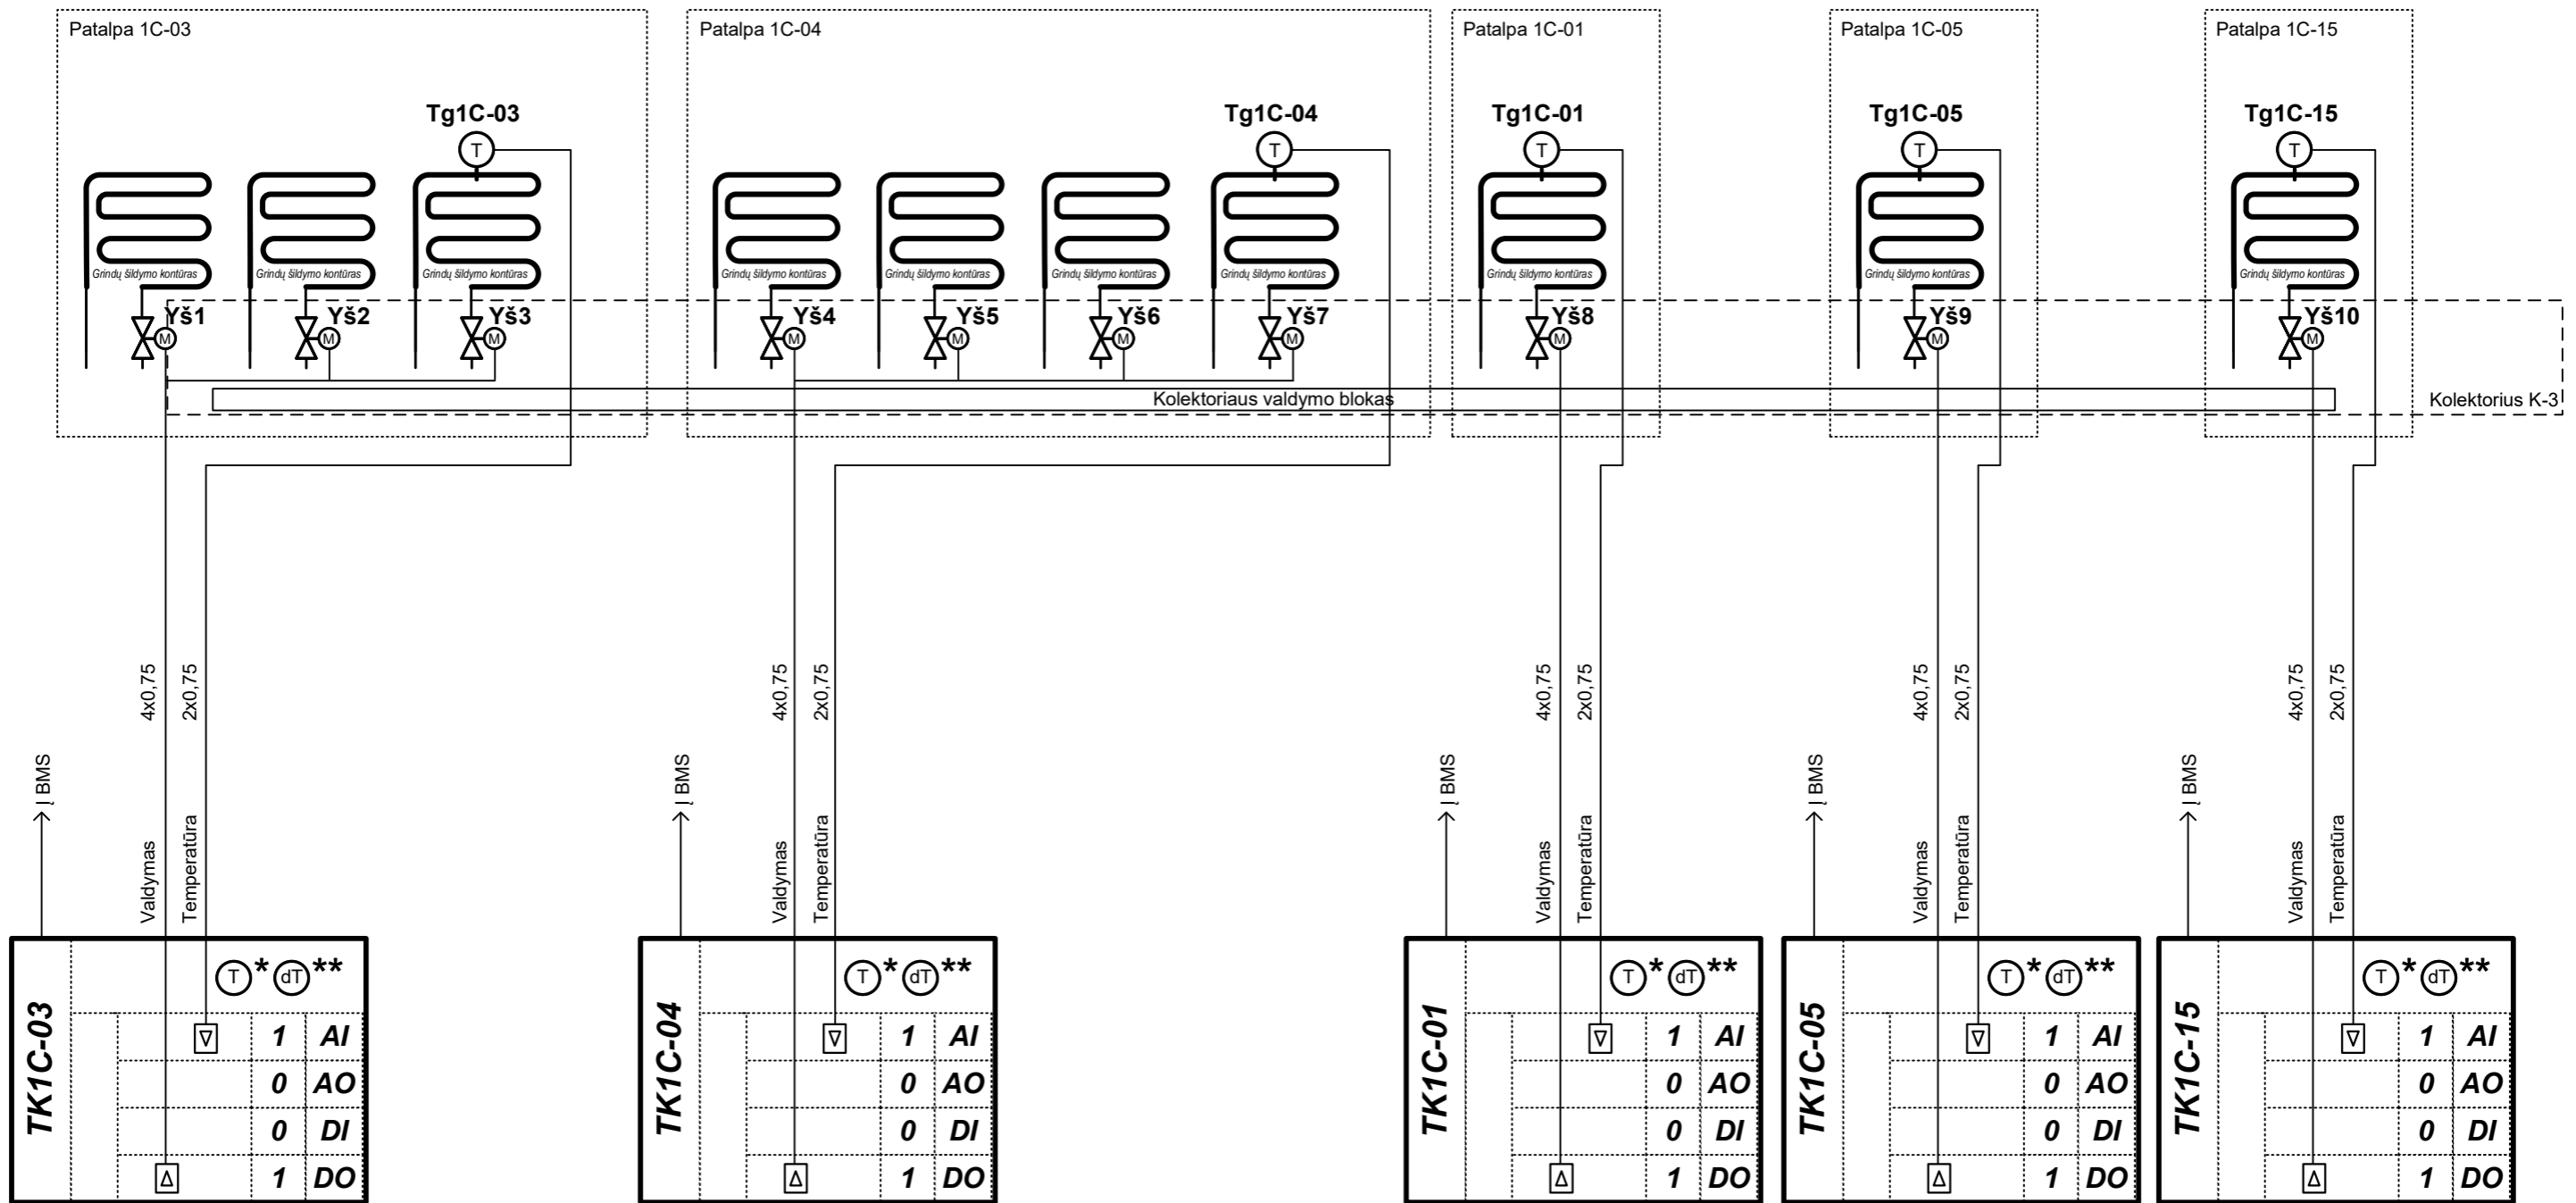 Patalpa 1C-03
Patalpa 1C-04
Patalpa 1C-01
Patalpa 1C-05
Patalpa 1C-15
Tg1C-03
Tg1C-04
Tg1C-01
Tg1C-05
Tg1C-15
T
T
T
T
T
Grindų šildymo kontūras
Grindų šildymo kontūras
Grindų šildymo kontūras
Grindų šildymo kontūras
Grindų šildymo kontūras
Grindų šildymo kontūras
Grindų šildymo kontūras
Grindų šildymo kontūras
Grindų šildymo kontūras
Grindų šildymo kontūras
Yš1
Yš2
Yš3
Yš4
Yš5
Yš6
Yš7
Yš8
Yš9
Yš10
M
M
M
M
M
M
M
M
M
M
Kolektoriaus valdymo blokas
Kolektorius K-3
4x0,75
2x0,75
4x0,75
2x0,75
4x0,75
2x0,75
4x0,75
2x0,75
4x0,75
2x0,75
Į BMS
Valdymas
Temperatūra
Į BMS
Valdymas
Temperatūra
Į BMS
Valdymas
Temperatūra
Į BMS
Valdymas
Temperatūra
Į BMS
Valdymas
Temperatūra
TK1C-03
T * dT **
1 AI
0 AO
0 DI
1 DO
TK1C-04
T * dT **
1 AI
0 AO
0 DI
1 DO
TK1C-01
T * dT **
1 AI
0 AO
0 DI
1 DO
TK1C-05
T * dT **
1 AI
0 AO
0 DI
1 DO
TK1C-15
T * dT **
1 AI
0 AO
0 DI
1 DO